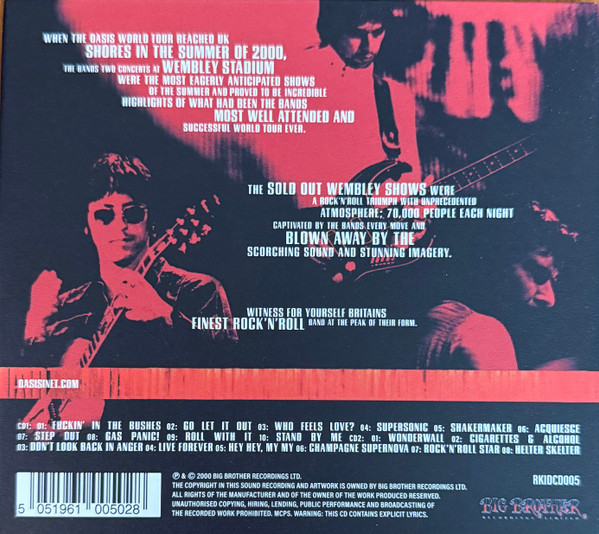 WHEN THE OASIS WORLD TOUR REACHED UK
SHORES IN THE SUMMER OF 2000,
THE BANDS TWO CONCERTS AT WEMBLEY STADIUM
WERE THE MOST EAGERLY ANTICIPATED SHOWS
OF THE SUMMER AND PROVED TO BE INCREDIBLE
HIGHLIGHTS OF WHAT HAD BEEN THE BANDS
MOST WELL ATTENDED AND
SUCCESSFUL WORLD TOUR EVER.
THE SOLD OUT WEMBLEY SHOWS WERE
A ROCK'N'ROLL TRIUMPH WITH UNPRECEDENTED
ATMOSPHERE; 70,000 PEOPLE EACH NIGHT
CAPTIVATED BY THE BANDS EVERY MOVE AND
BLOWN AWAY BY THE
SCORCHING SOUND AND STUNNING IMAGERY.
WITNESS FOR YOURSELF BRITAINS
FINEST ROCK'N'ROLL BAND AT THE PEAK OF THEIR FORM.
OASISINET.COM
CD1: 01: FUCKIN' IN THE BUSHES 02: GO LET IT OUT 03: WHO FEELS LOVE? 04: SUPERSONIC 05: SHAKERMAKER 06: ACQUIESCE
07: STEP OUT 08: GAS PANIC! 09: ROLL WITH IT 10: STAND BY ME CD2: 01: WONDERWALL 02: CIGARETTES & ALCOHOL
03: DON'T LOOK BACK IN ANGER 04: LIVE FOREVER 05: HEY HEY, MY MY 06: CHAMPAGNE SUPERNOVA 07: ROCK'N'ROLL STAR 08: HELTER SKELTER
℗ & © 2000 BIG BROTHER RECORDINGS LTD.
THE COPYRIGHT IN THIS SOUND RECORDING AND ARTWORK IS OWNED BY BIG BROTHER RECORDINGS LTD.
ALL RIGHTS OF THE MANUFACTURER AND OF THE OWNER OF THE WORK PRODUCED RESERVED.
UNAUTHORISED COPYING, HIRING, LENDING, PUBLIC PERFORMANCE AND BROADCASTING OF
THE RECORDED WORK PROHIBITED. MCPS. WARNING: THIS CD CONTAINS EXPLICIT LYRICS.
5 051961 005028
RKIDCD005
BIG BROTHER
RECORDINGS LIMITED